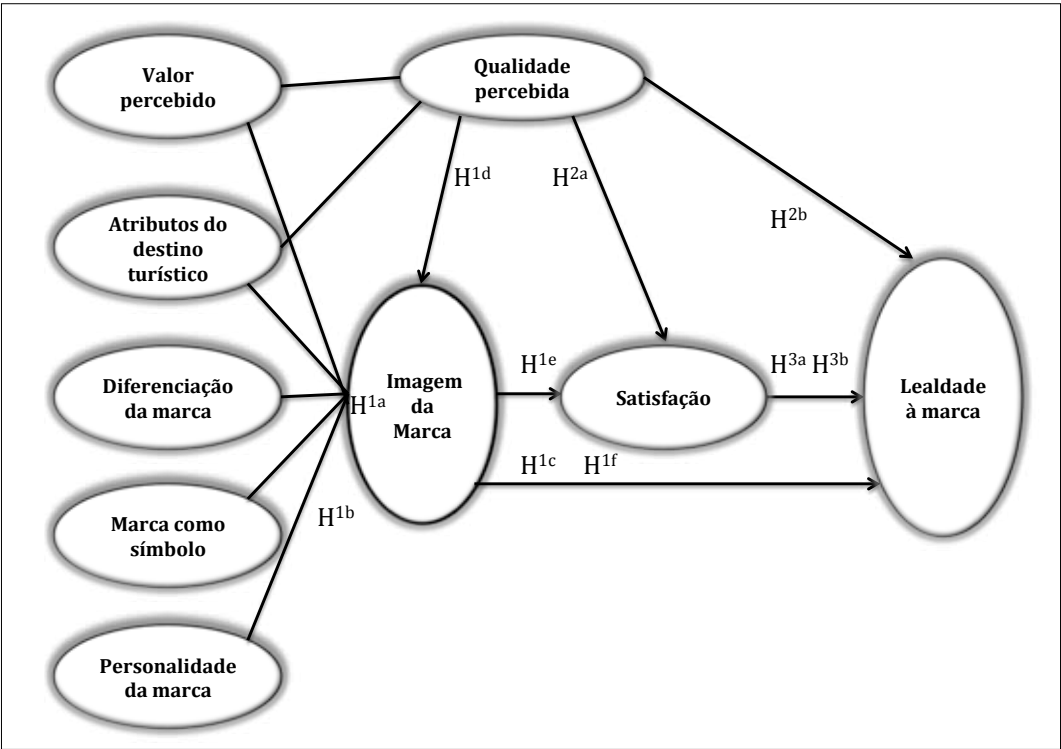 Valor
percebido
Qualidade
percebida
H1d
H2a
H2b
Atributos do
destino
turístico
H1e
H3a H3b
Diferenciação
da marca
H1a
Imagem
da
Marca
Satisfação
Lealdade
à marca
H1c H1f
H1b
Marca como
símbolo
Personalidade
da marca